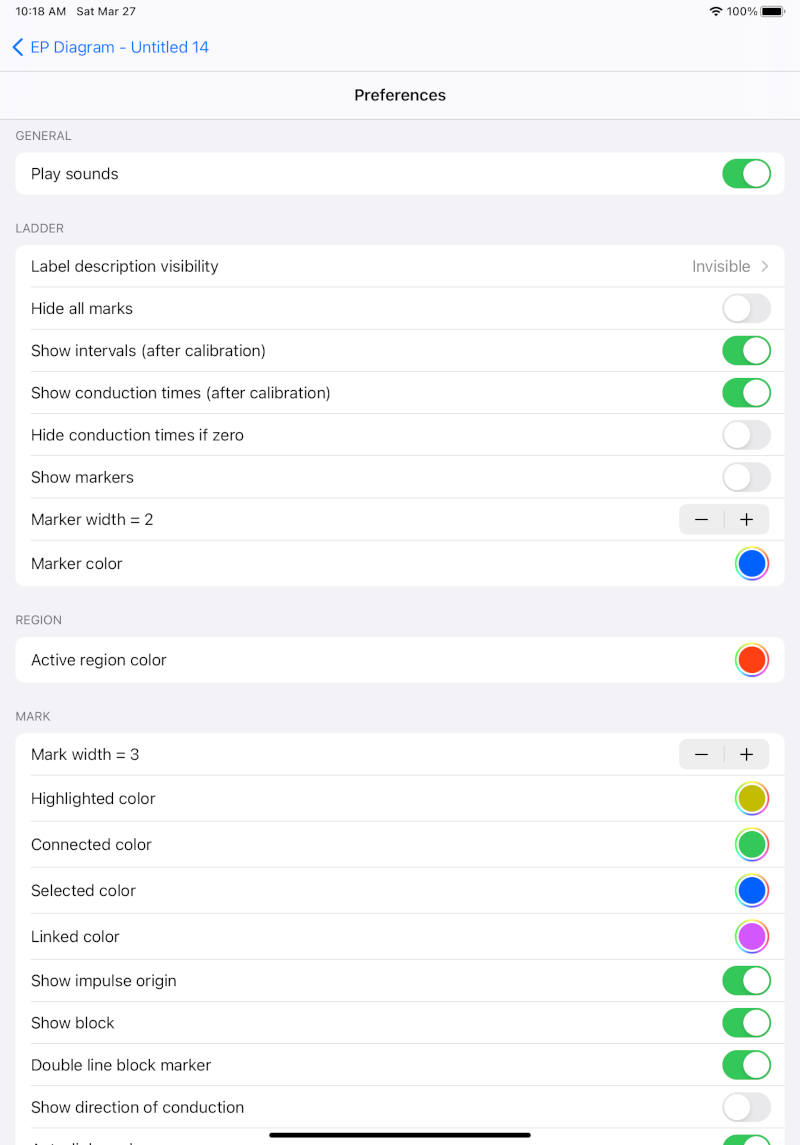 10:18 AM Sat Mar 27 100%
EP Diagram - Untitled 14
Preferences
GENERAL
Play sounds
LADDER
Label description visibility Invisible
Hide all marks
Show intervals (after calibration)
Show conduction times (after calibration)
Hide conduction times if zero
Show markers
Marker width = 2 − +
Marker color
REGION
Active region color
MARK
Mark width = 3 − +
Highlighted color
Connected color
Selected color
Linked color
Show impulse origin
Show block
Double line block marker
Show direction of conduction